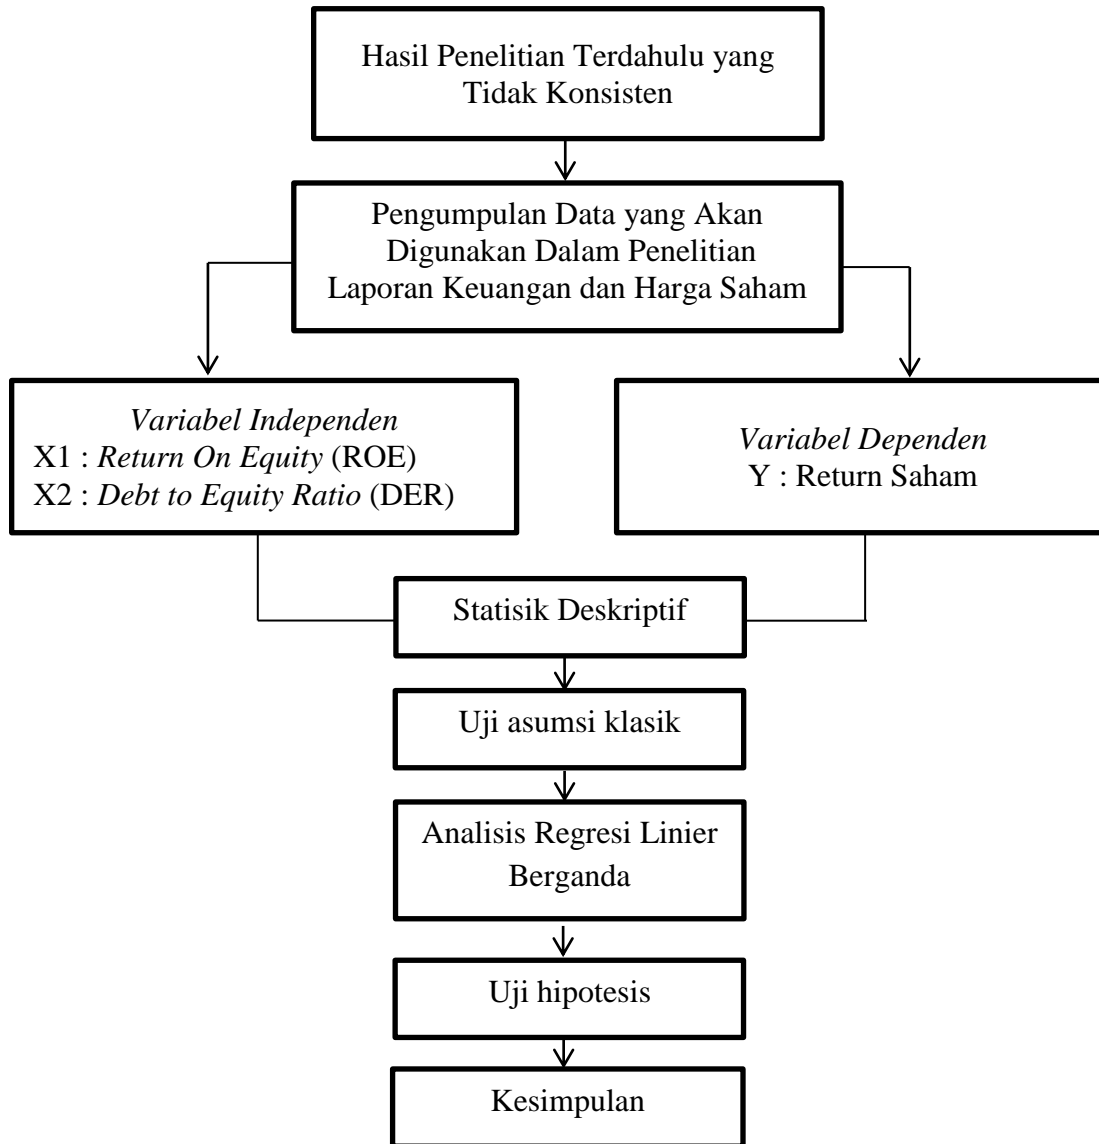 Hasil Penelitian Terdahulu yang
Tidak Konsisten
Pengumpulan Data yang Akan
Digunakan Dalam Penelitian
Laporan Keuangan dan Harga Saham
Variabel Independen
X1 : Return On Equity (ROE)
X2 : Debt to Equity Ratio (DER)
Variabel Dependen
Y : Return Saham
Statisik Deskriptif
Uji asumsi klasik
Analisis Regresi Linier
Berganda
Uji hipotesis
Kesimpulan